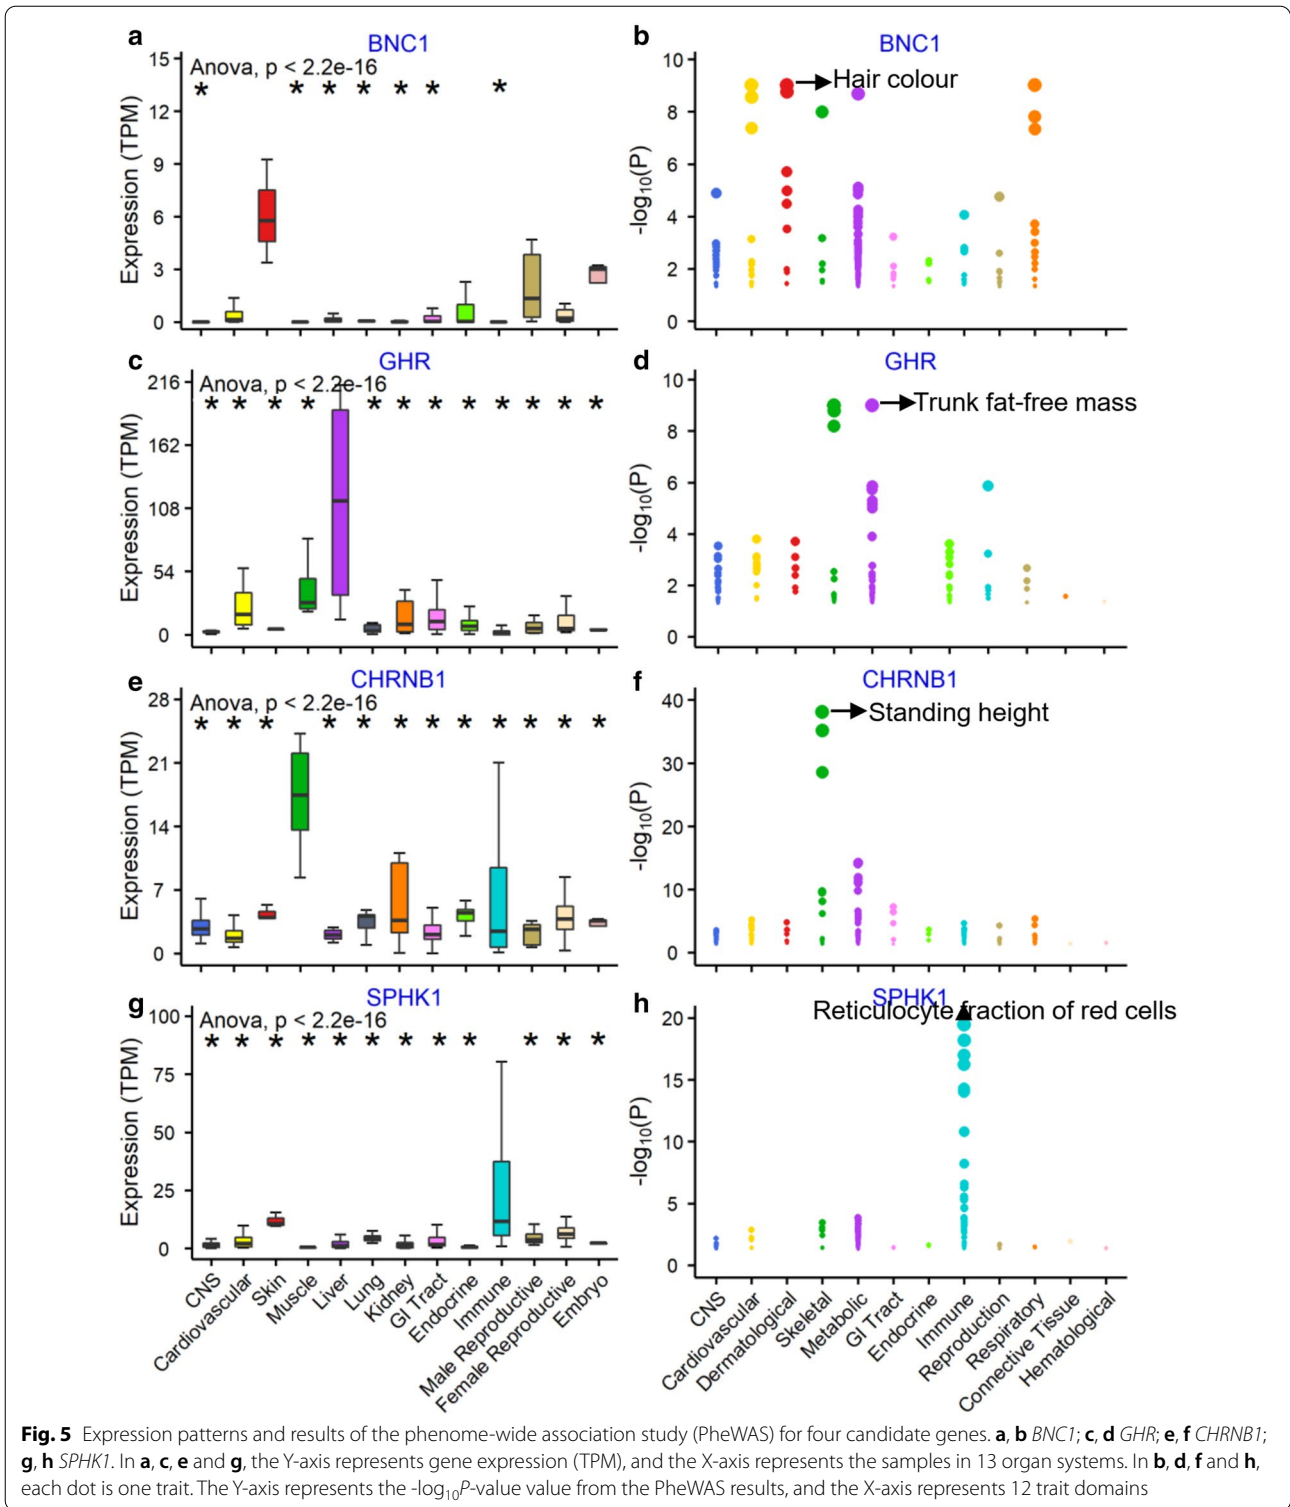 a
BNC1
Anova, p < 2.2e-16
* * * * * * *
Expression (TPM)
15
12
9
6
3
0
b
BNC1
Hair colour
-log10(P)
10
8
6
4
2
0
c
GHR
Anova, p < 2.2e-16
* * * * * * * * * * * *
Expression (TPM)
216
162
108
54
0
d
GHR
Trunk fat-free mass
-log10(P)
10
8
6
4
2
0
e
CHRNB1
Anova, p < 2.2e-16
* * * * * * * * * * * *
Expression (TPM)
28
21
14
7
0
f
CHRNB1
Standing height
-log10(P)
40
30
20
10
0
g
SPHK1
Anova, p < 2.2e-16
* * * * * * * * * * * *
Expression (TPM)
100
75
50
25
0
CNS
Cardiovascular
Skin
Muscle
Liver
Lung
Kidney
GI Tract
Endocrine
Immune
Male Reproductive
Female Reproductive
Embryo
h
SPHK1
Reticulocyte fraction of red cells
-log10(P)
20
15
10
5
0
CNS
Cardiovascular
Dermatological
Skeletal
Metabolic
GI Tract
Endocrine
Immune
Reproduction
Respiratory
Connective Tissue
Hematological
Fig. 5 Expression patterns and results of the phenome-wide association study (PheWAS) for four candidate genes. a, b BNC1; c, d GHR; e, f CHRNB1;
g, h SPHK1. In a, c, e and g, the Y-axis represents gene expression (TPM), and the X-axis represents the samples in 13 organ systems. In b, d, f and h,
each dot is one trait. The Y-axis represents the -log10P-value value from the PheWAS results, and the X-axis represents 12 trait domains